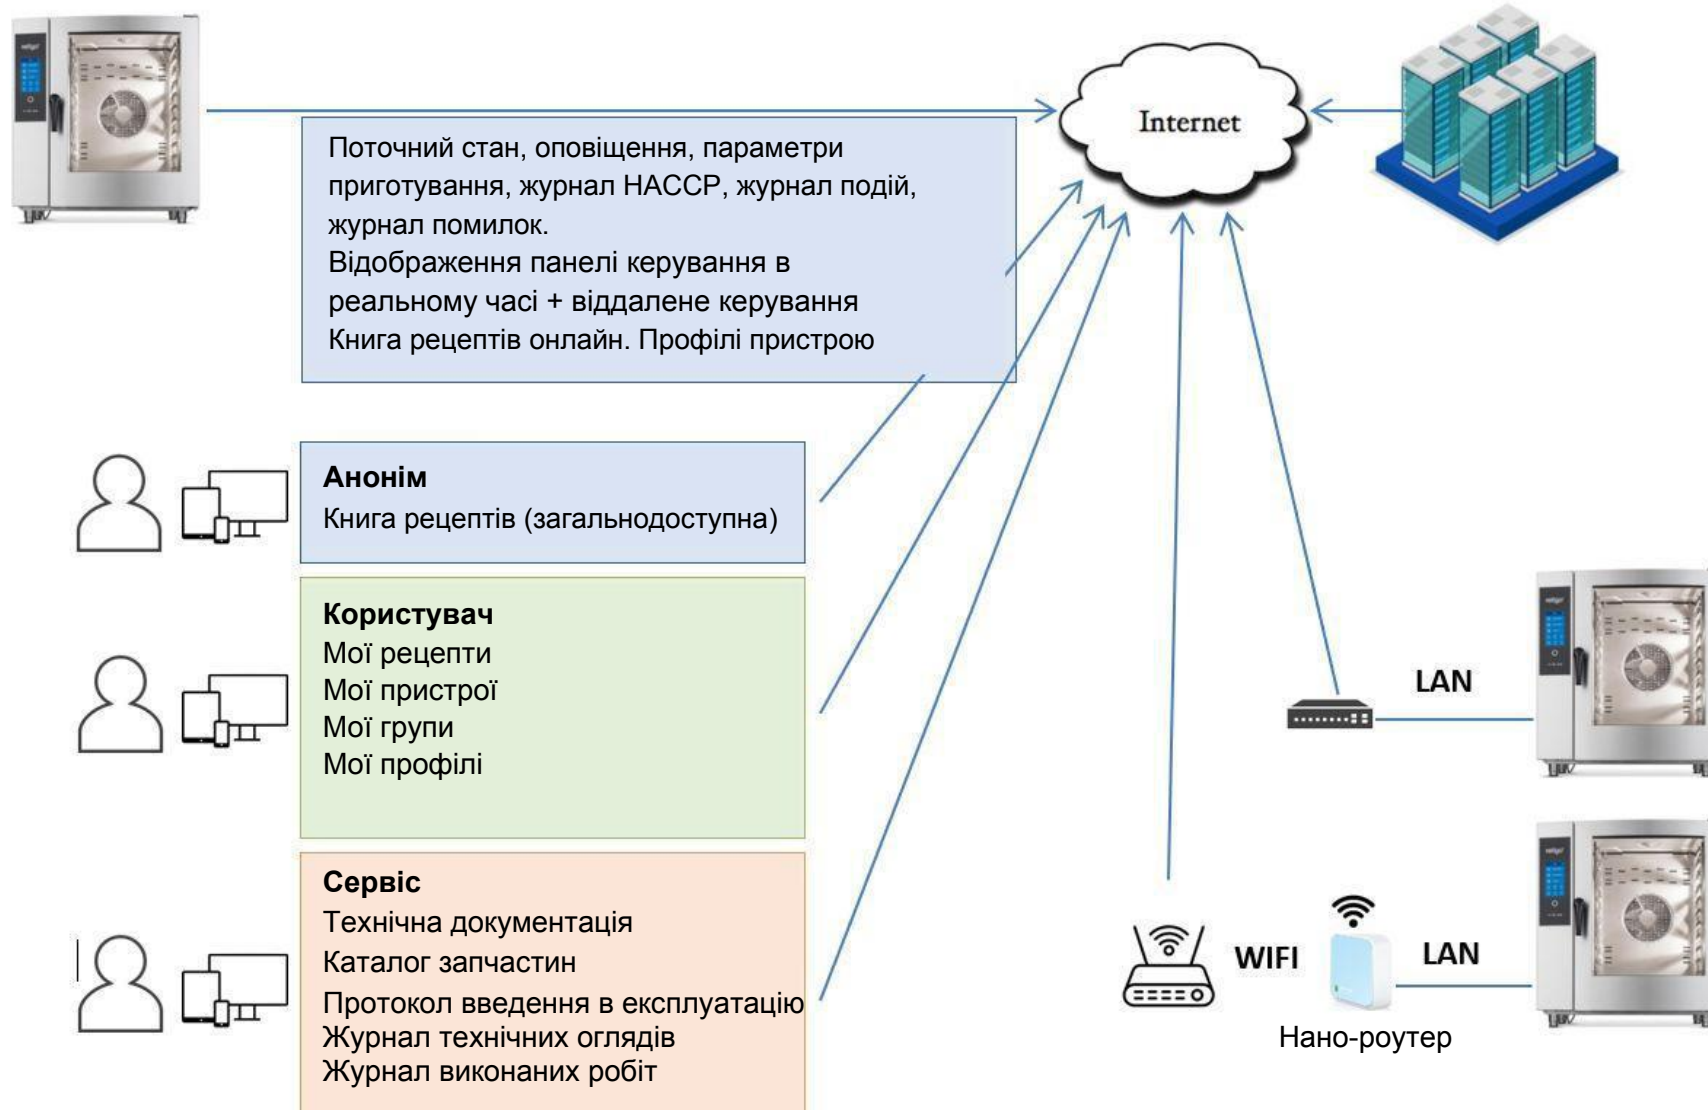 Internet
Поточний стан, оповіщення, параметри
приготування, журнал HACCP, журнал подій,
журнал помилок.
Відображення панелі керування в
реальному часі + віддалене керування
Книга рецептів онлайн. Профілі пристрою
Анонім
Книга рецептів (загальнодоступна)
Користувач
Мої рецепти
Мої пристрої
Мої групи
Мої профілі
LAN
Сервіс
Технічна документація
Каталог запчастин
Протокол введення в експлуатацію
Журнал технічних оглядів
Журнал виконаних робіт
WIFI
LAN
Нано-роутер